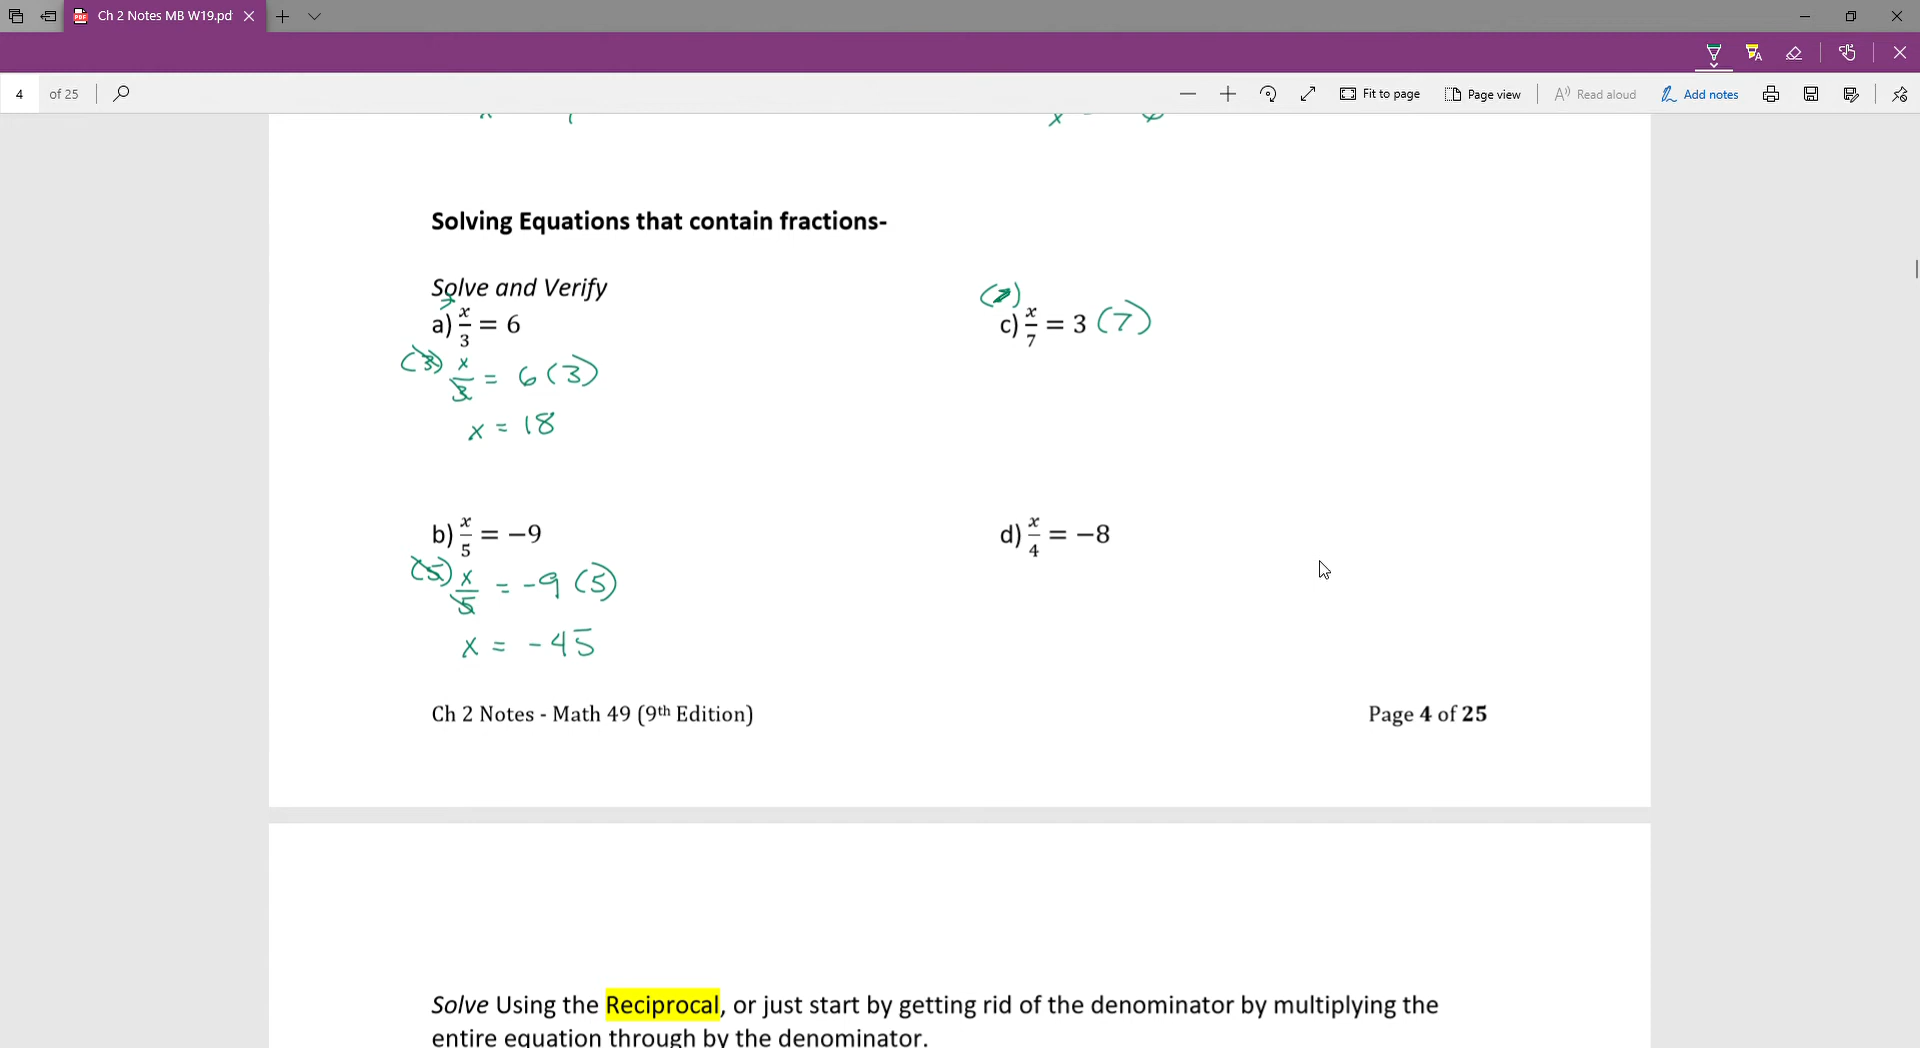 Ch 2 Notes MB W19.pd
4 of 25
Fit to page
Page view
Read aloud
Add notes
Solving Equations that contain fractions-
Solve and Verify
a) x/3 = 6
(3) x/3 = 6 (3)
x = 18
c) (7) x/7 = 3 (7)
b) x/5 = −9
(5) x/5 = -9 (5)
x = -45
d) x/4 = −8
Ch 2 Notes - Math 49 (9th Edition)
Page 4 of 25
Solve Using the Reciprocal, or just start by getting rid of the denominator by multiplying the
entire equation through by the denominator.